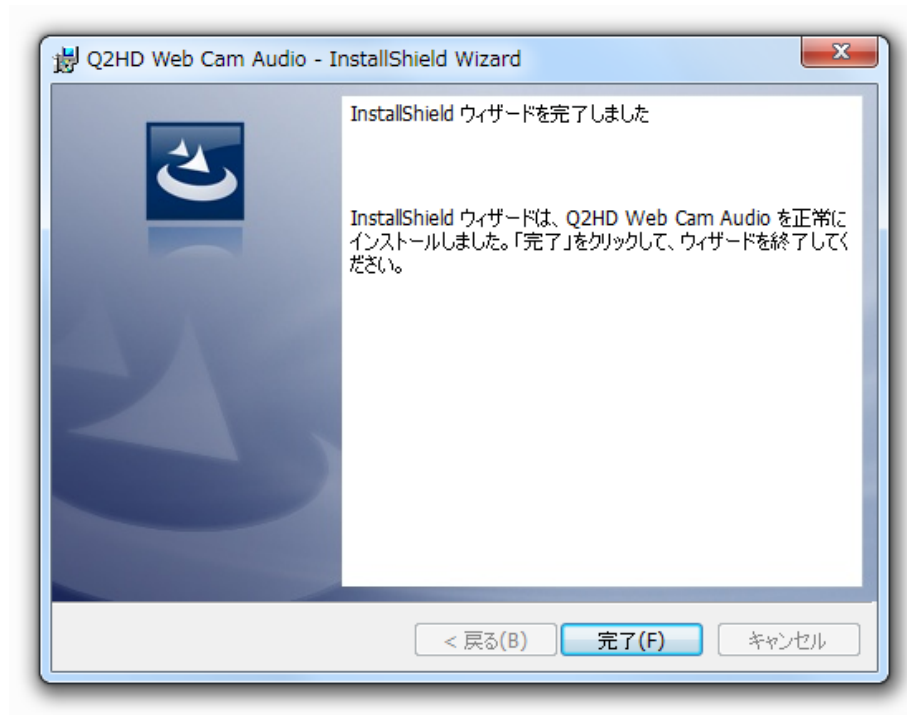 Q2HD Web Cam Audio - InstallShield Wizard
InstallShield ウィザードを完了しました
InstallShield ウィザードは、Q2HD Web Cam Audio を正常に
インストールしました。「完了」をクリックして、ウィザードを終了してく
ださい。
< 戻る(B)
完了(F)
キャンセル